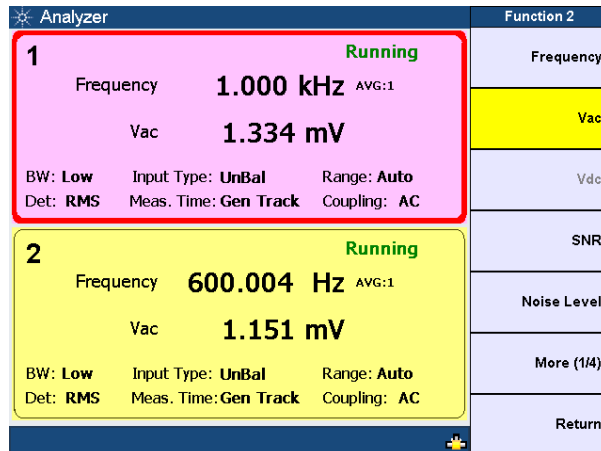 Analyzer
Function 2
1
Running
Frequency 1.000 kHz AVG:1
Vac 1.334 mV
BW: Low Input Type: UnBal Range: Auto
Det: RMS Meas. Time: Gen Track Coupling: AC
2
Running
Frequency 600.004 Hz AVG:1
Vac 1.151 mV
BW: Low Input Type: UnBal Range: Auto
Det: RMS Meas. Time: Gen Track Coupling: AC
Frequency
Vac
Vdc
SNR
Noise Level
More (1/4)
Return